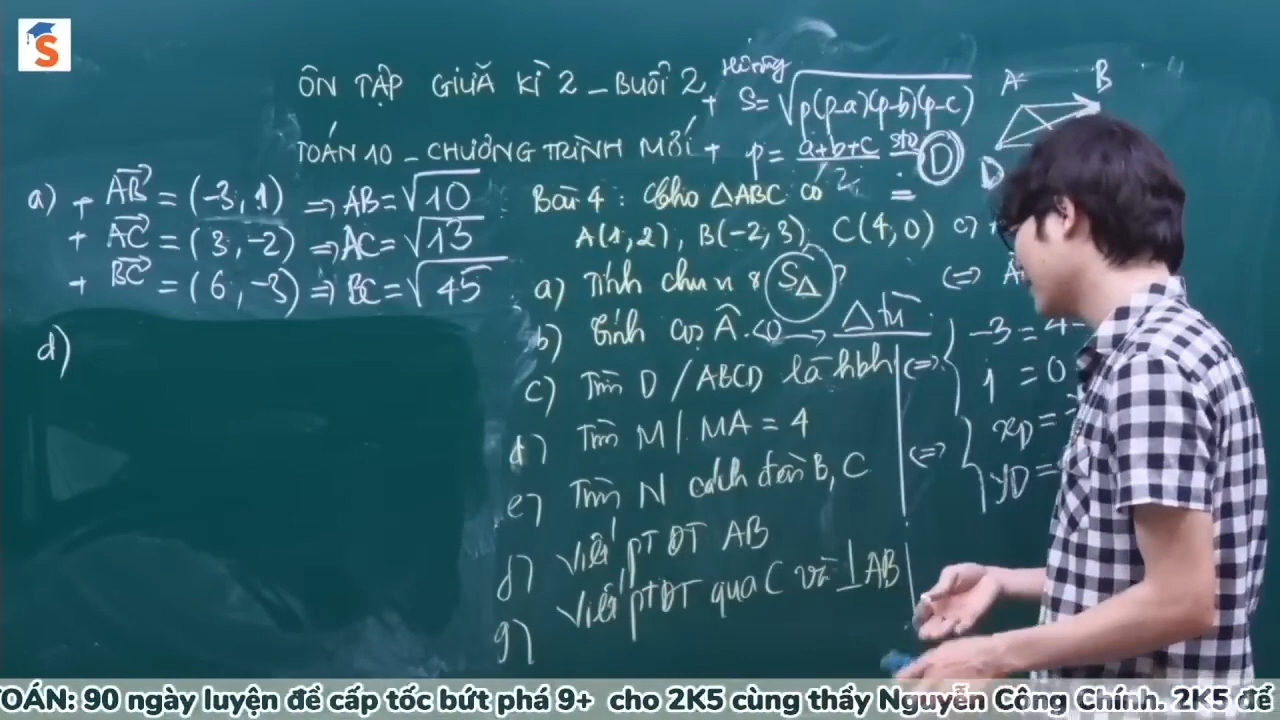 S
ÔN TẬP GIỮA KÌ 2 _ BUỔI 2
TOÁN 10 _ CHƯƠNG TRÌNH MỚI
+ S = √p(p-a)(p-b)(p-c)
+ p = a+b+c / 2
D
A B
D
a) + AB = (-3, 1) => AB = √10
+ AC = (3, -2) => AC = √13
+ BC = (6, -3) => BC = √45
d)
Bài 4 : Cho △ABC có
A(1,2), B(-2,3), C(4,0)
a) Tính chu vi S△ ?
b) Tính cos Â. <0 → △ tù
c) Tìm D / ABCD là hbh
d) Tìm M / MA = 4
e) Tìm N cách đều B, C
f) Viết PT ĐT AB
g) Viết PTĐT qua C và ⊥ AB
c)
<=> A
<=> { -3 = 4-
1 = 0
<=> { xD =
yD =
TOÁN: 90 ngày luyện đề cấp tốc bứt phá 9+ cho 2K5 cùng thầy Nguyễn Công Chính. 2K5 để